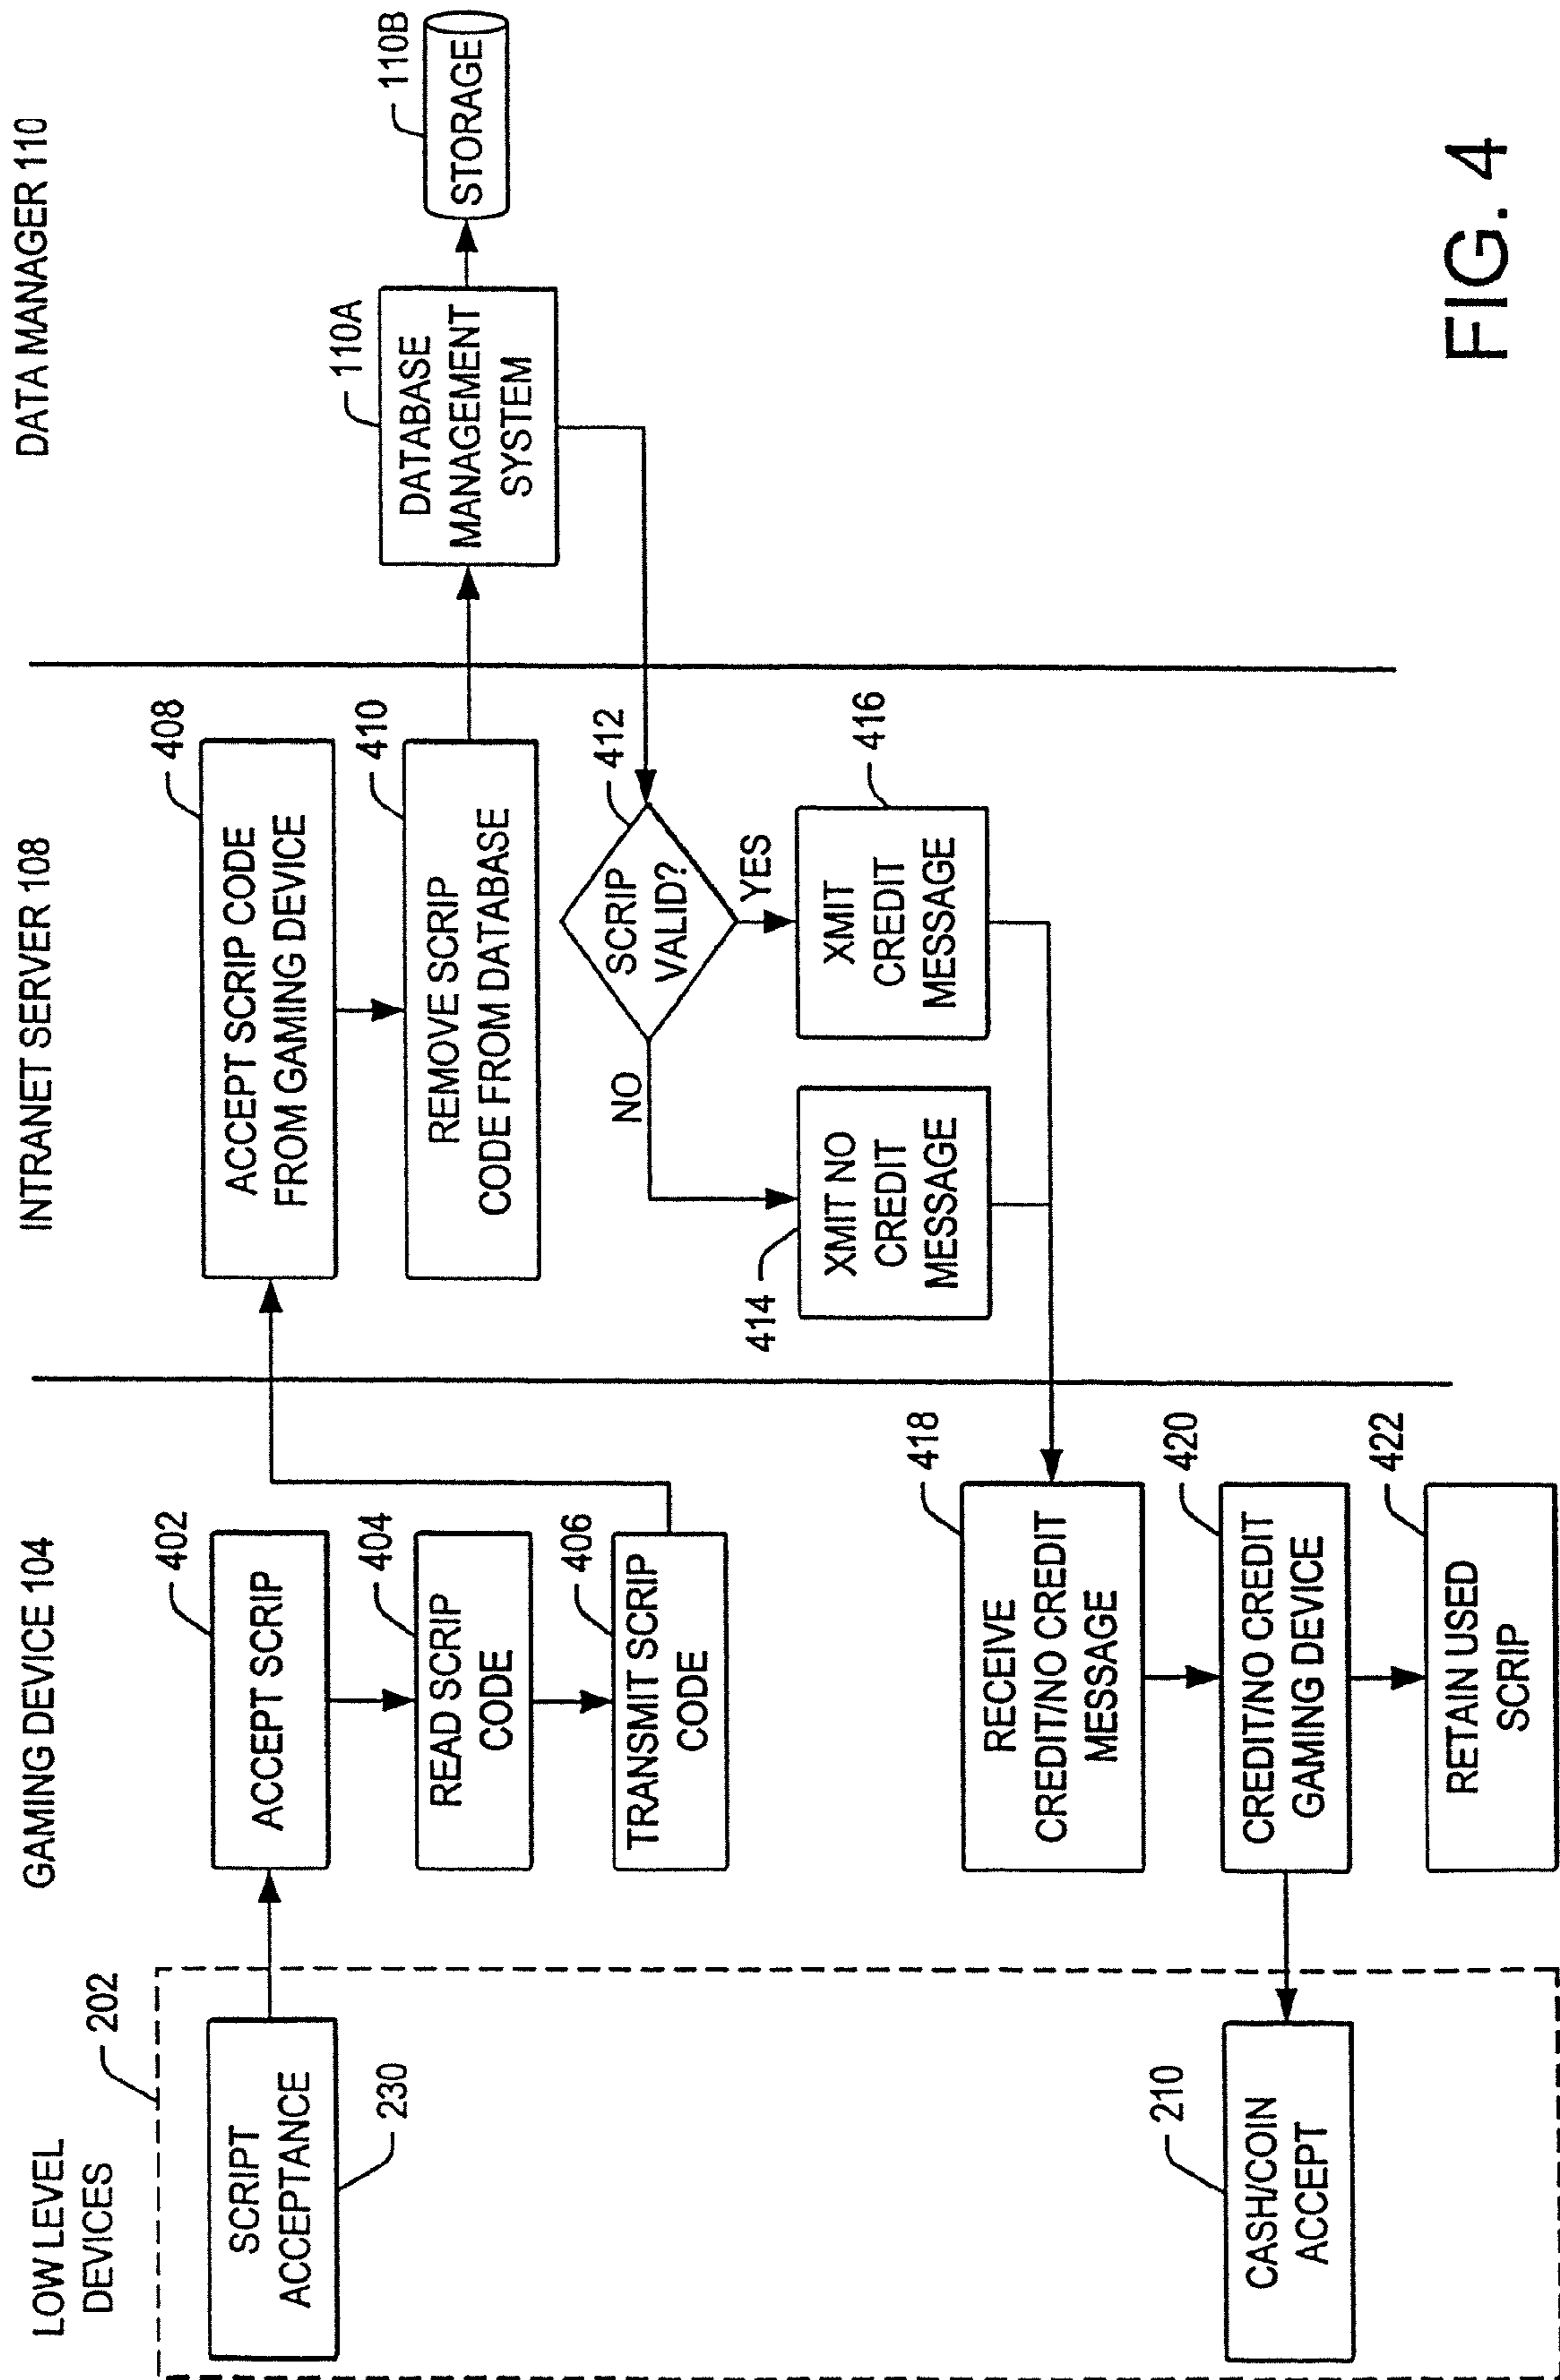 LOW LEVEL
DEVICES
GAMING DEVICE 104
INTRANET SERVER 108
DATA MANAGER 110
202
SCRIPT
ACCEPTANCE
230
402
ACCEPT SCRIP
404
READ SCRIP
CODE
406
TRANSMIT SCRIP
CODE
408
ACCEPT SCRIP CODE
FROM GAMING DEVICE
410
REMOVE SCRIP
CODE FROM DATABASE
110A
DATABASE
MANAGEMENT
SYSTEM
110B
STORAGE
412
SCRIP
VALID?
NO
YES
414
XMIT NO
CREDIT
MESSAGE
416
XMIT
CREDIT
MESSAGE
418
RECEIVE
CREDIT/NO CREDIT
MESSAGE
420
CREDIT/NO CREDIT
GAMING DEVICE
210
CASH/COIN
ACCEPT
422
RETAIN USED
SCRIP
FIG. 4